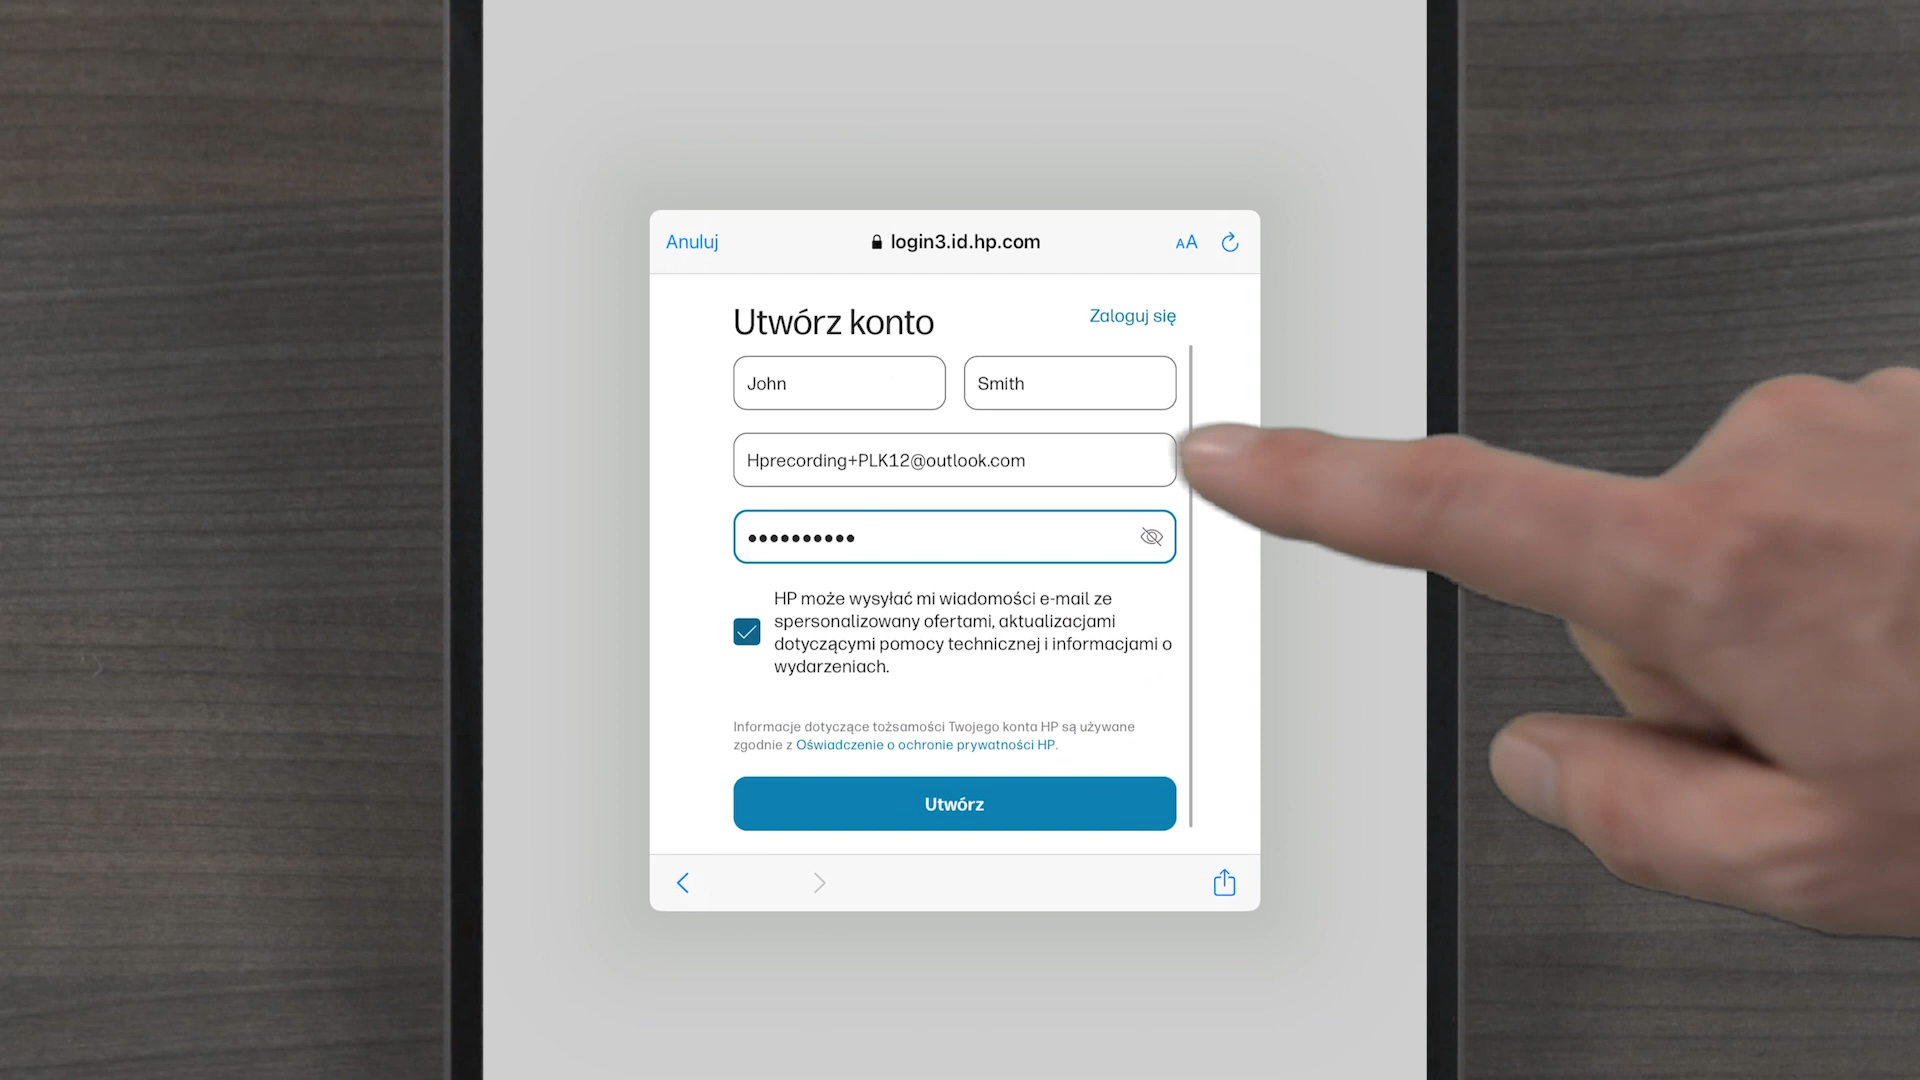 Anuluj
login3.id.hp.com
AA
Utwórz konto
Zaloguj się
John
Smith
Hprecording+PLK12@outlook.com
HP może wysyłać mi wiadomości e-mail ze
spersonalizowany ofertami, aktualizacjami
dotyczącymi pomocy technicznej i informacjami o
wydarzeniach.
Informacje dotyczące tożsamości Twojego konta HP są używane
zgodnie z Oświadczenie o ochronie prywatności HP.
Utwórz